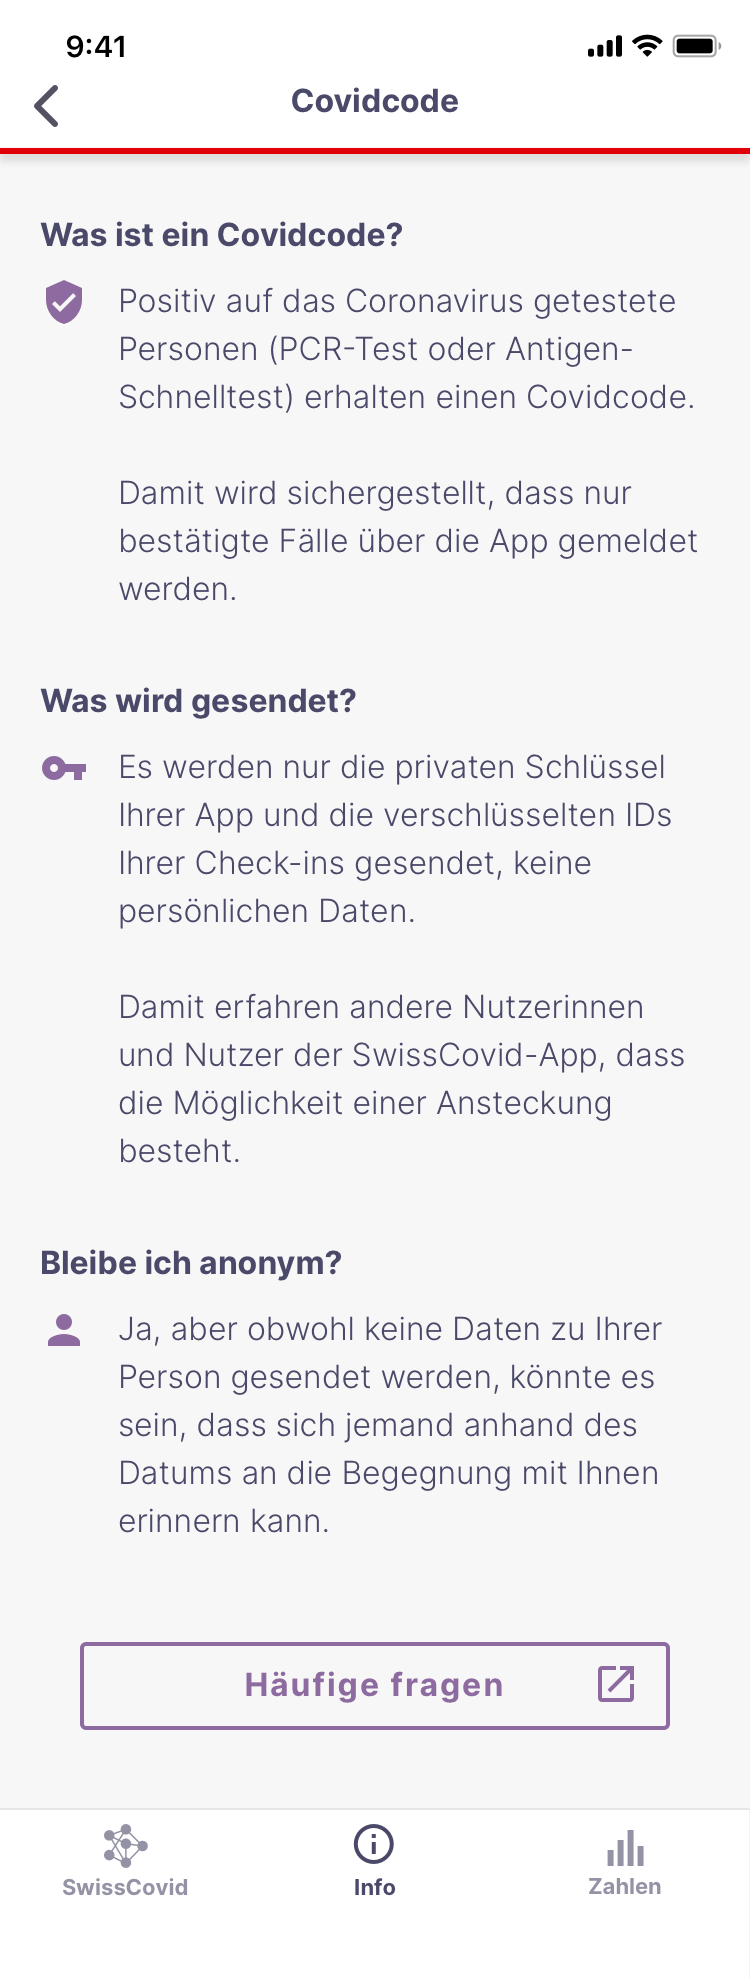 9:41
Covidcode
Was ist ein Covidcode?
Positiv auf das Coronavirus getestete
Personen (PCR-Test oder Antigen-
Schnelltest) erhalten einen Covidcode.
Damit wird sichergestellt, dass nur
bestätigte Fälle über die App gemeldet
werden.
Was wird gesendet?
Es werden nur die privaten Schlüssel
Ihrer App und die verschlüsselten IDs
Ihrer Check-ins gesendet, keine
persönlichen Daten.
Damit erfahren andere Nutzerinnen
und Nutzer der SwissCovid-App, dass
die Möglichkeit einer Ansteckung
besteht.
Bleibe ich anonym?
Ja, aber obwohl keine Daten zu Ihrer
Person gesendet werden, könnte es
sein, dass sich jemand anhand des
Datums an die Begegnung mit Ihnen
erinnern kann.
Häufige fragen
SwissCovid
Info
Zahlen